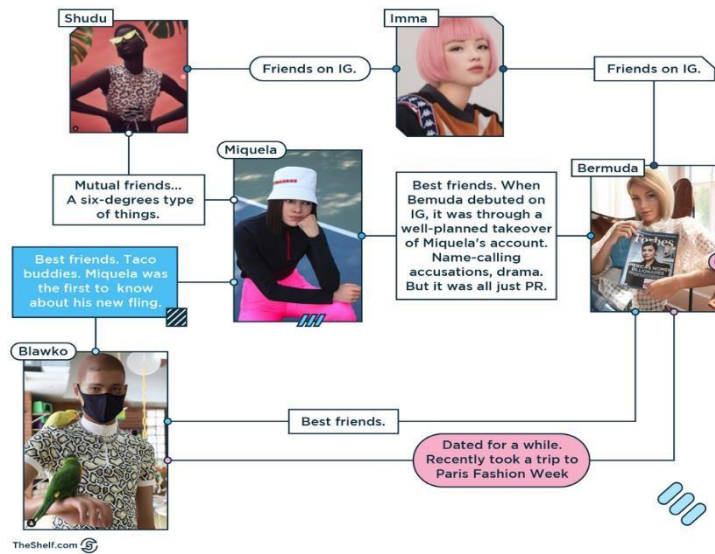 Shudu
Imma
Friends on IG.
Friends on IG.
Miquela
Bermuda
Mutual friends...
A six-degrees type
of things.
Best friends. When
Bemuda debuted on
IG, it was through a
well-planned takeover
of Miquela's account.
Name-calling
accusations, drama.
But it was all just PR.
Forbes
Best friends. Taco
buddies. Miquela was
the first to know
about his new fling.
Blawko
Best friends.
Dated for a while.
Recently took a trip to
Paris Fashion Week
TheShelf.com